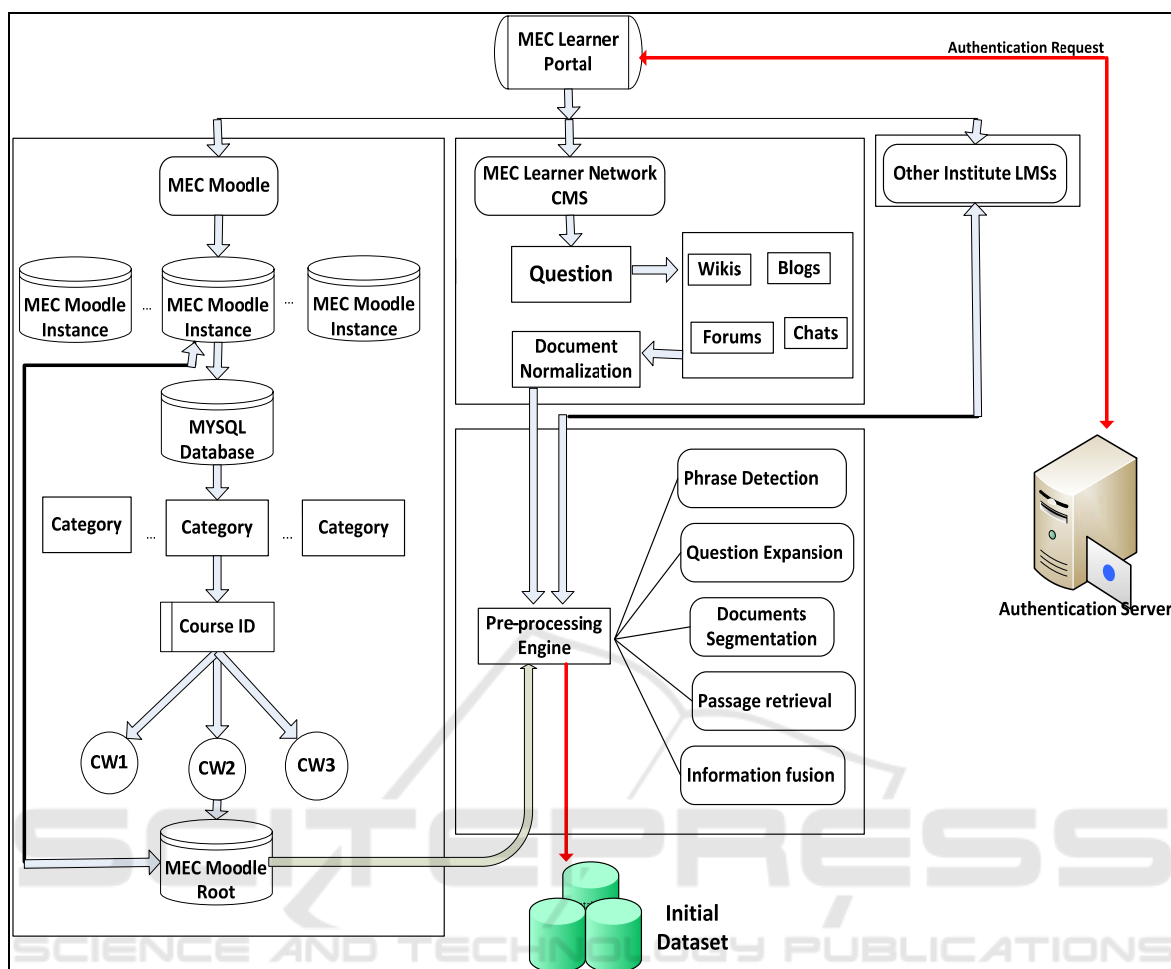 MEC Learner
Portal
Authentication Request
MEC Moodle
MEC Learner Network
CMS
Other Institute LMSs
Question
Wikis
Blogs
Forums
Chats
MEC Moodle
Instance
...
MEC Moodle
Instance
...
MEC Moodle
Instance
Document
Normalization
MYSQL
Database
Category
...
Category
...
Category
Phrase Detection
Question Expansion
Documents
Segmentation
Passage retrieval
Information fusion
Authentication Server
Course ID
Pre-processing
Engine
CW1
CW2
CW3
MEC Moodle
Root
Initial
Dataset
SCITEPRESS
SCIENCE AND TECHNOLOGY PUBLICATIONS